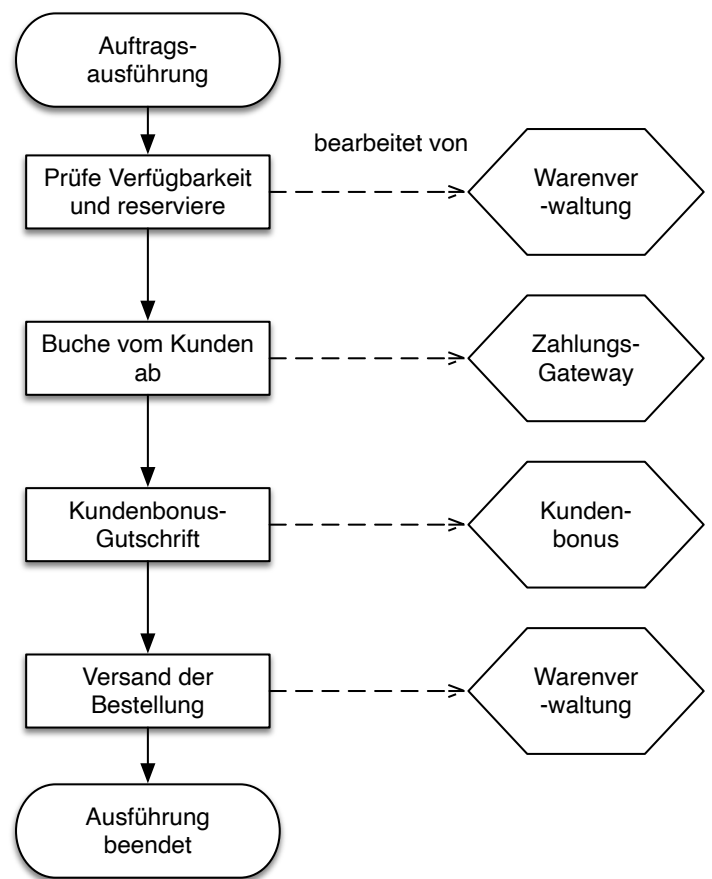 Auftrags-
ausführung
bearbeitet von
Prüfe Verfügbarkeit
und reserviere
Warenver
-waltung
Buche vom Kunden
ab
Zahlungs-
Gateway
Kundenbonus-
Gutschrift
Kunden-
bonus
Versand der
Bestellung
Warenver
-waltung
Ausführung
beendet